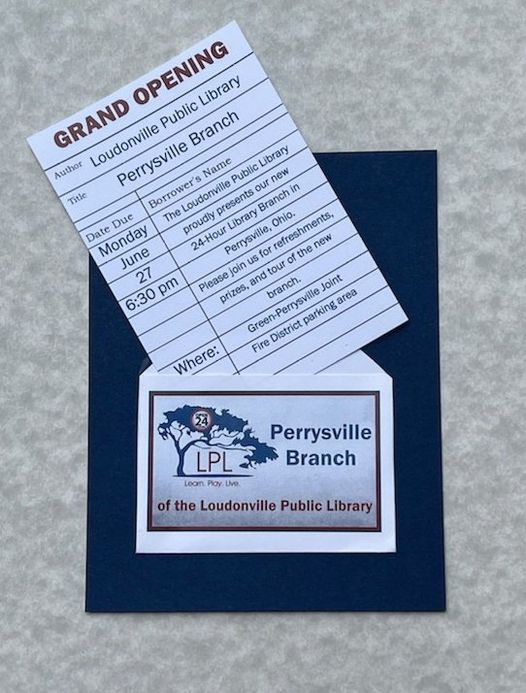 GRAND OPENING
Author Loudonville Public Library
Title Perrysville Branch
Date Due Borrower's Name
Monday
June
27
6:30 pm
The Loudonville Public Library
proudly presents our new
24-Hour Library Branch in
Perrysville, Ohio.
Please join us for refreshments,
prizes, and tour of the new
branch.
Where: Green-Perrysville Joint
Fire District parking area
24
LPL
Learn. Play. Live.
Perrysville
Branch
of the Loudonville Public Library